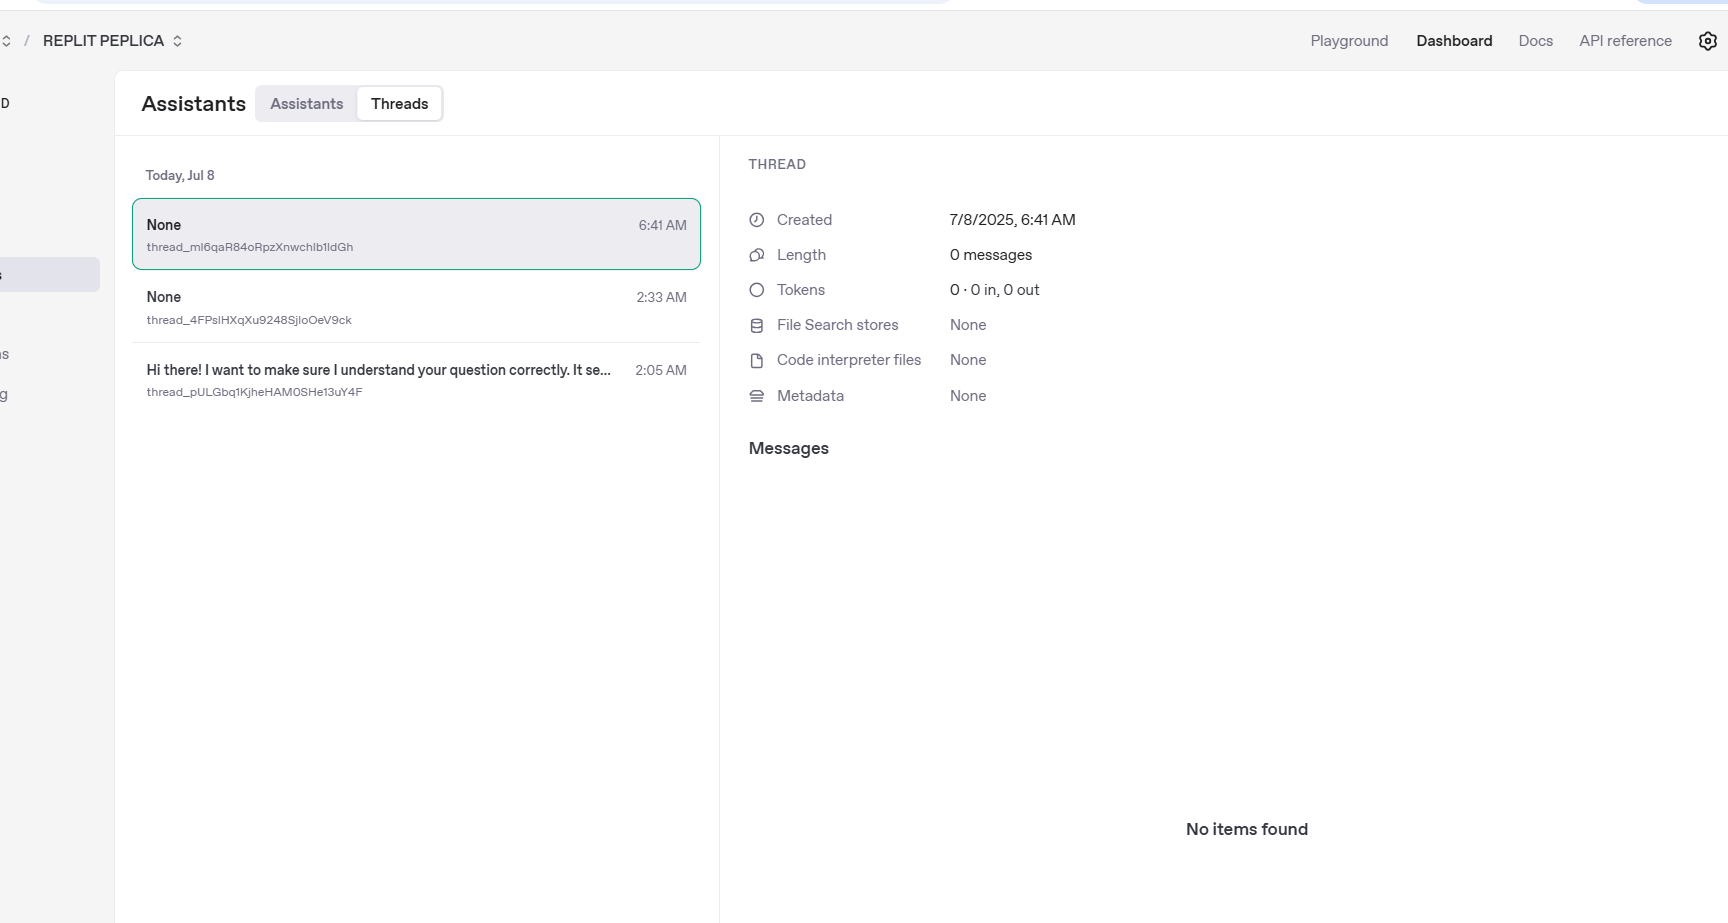 / REPLIT PEPLICA
Playground Dashboard Docs API reference
D
s
ns
g
Assistants Assistants Threads
Today, Jul 8
None 6:41 AM
thread_ml6qaR84oRpzXnwchlb1ldGh
None 2:33 AM
thread_4FPslHXqXu9248SjloOeV9ck
Hi there! I want to make sure I understand your question correctly. It se... 2:05 AM
thread_pULGbq1KjheHAM0SHe13uY4F
THREAD
Created 7/8/2025, 6:41 AM
Length 0 messages
Tokens 0 · 0 in, 0 out
File Search stores None
Code interpreter files None
Metadata None
Messages
No items found